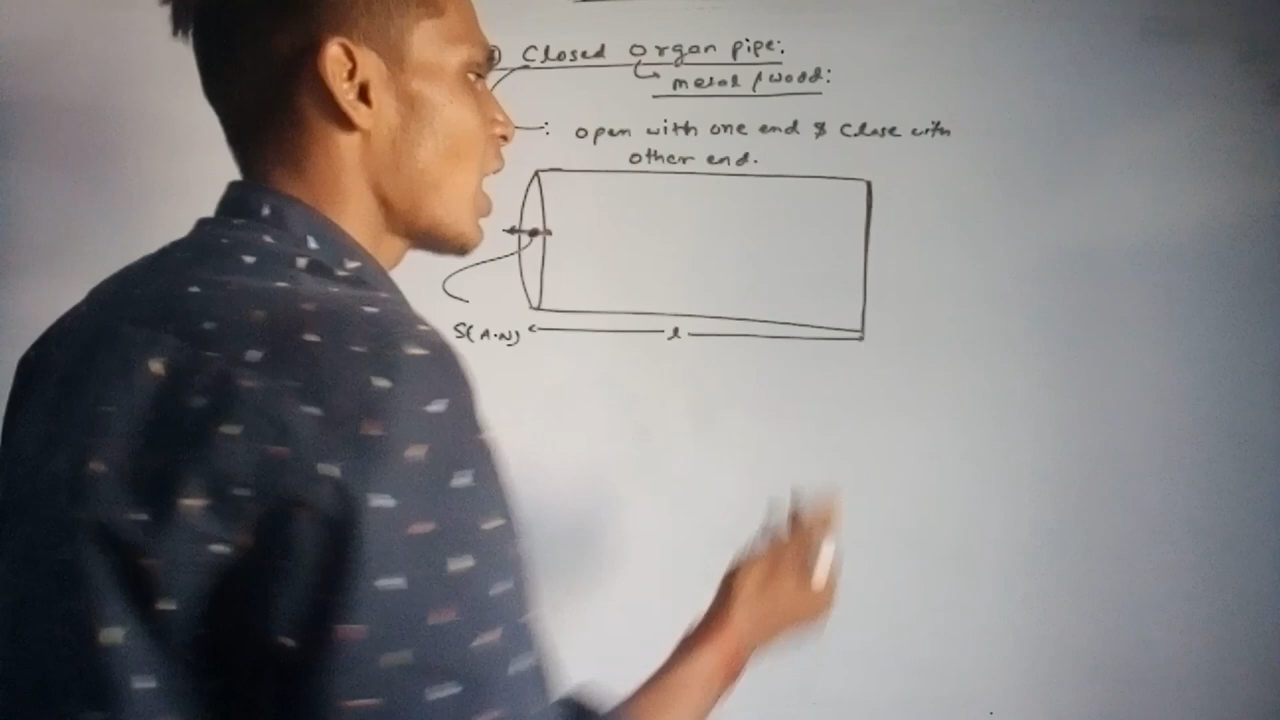 Closed Organ pipe:
metal / wood:
: open with one end & Close with
other end.
S(A.N)
l